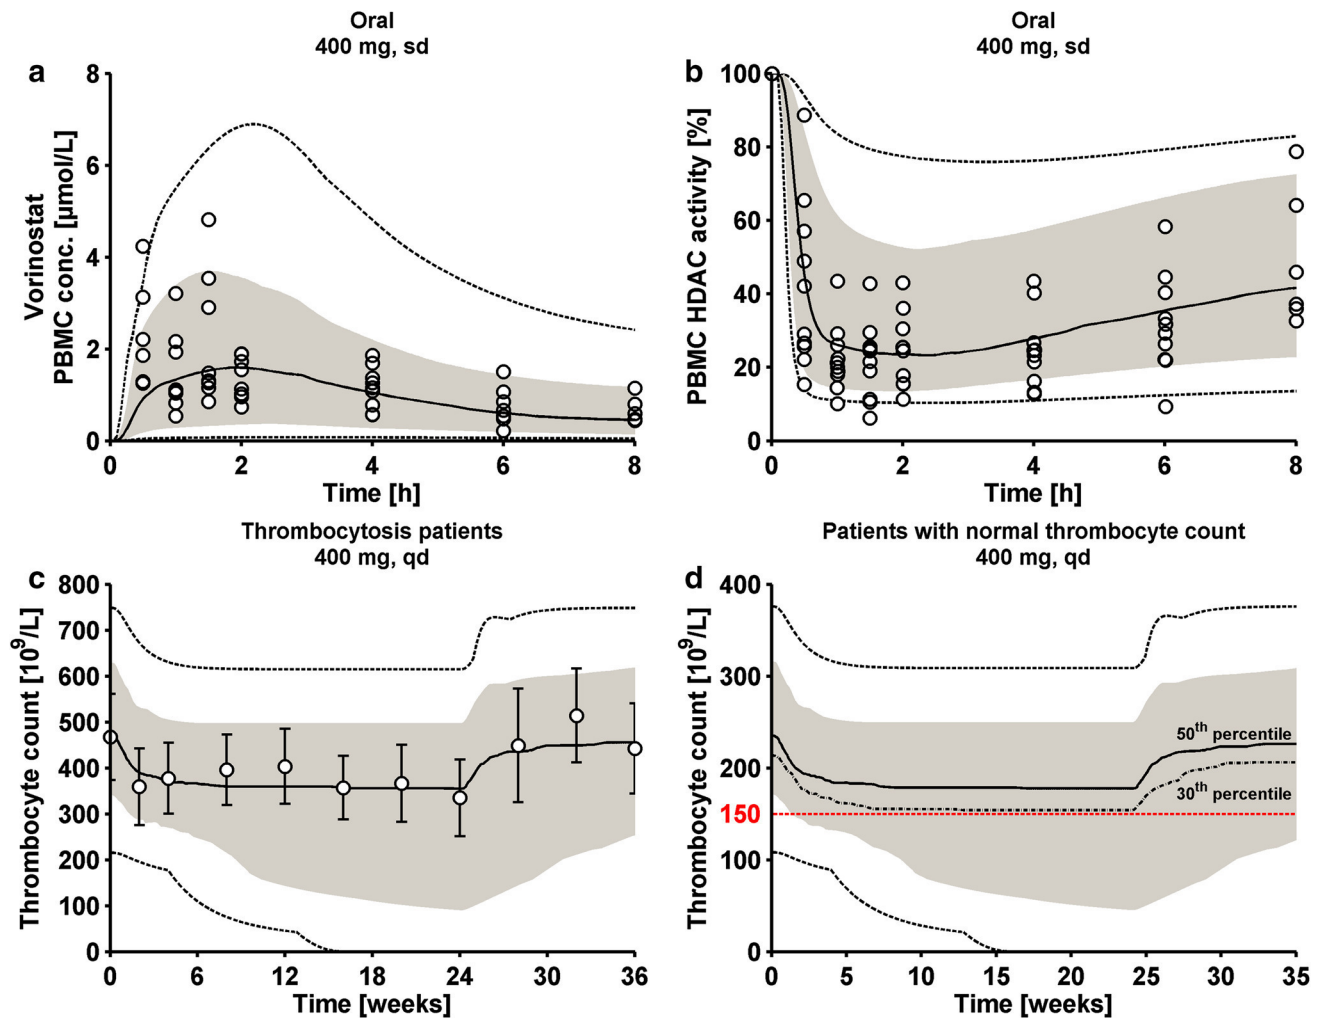 Oral
400 mg, sd
a
Vorinostat
PBMC conc. [µmol/L]
8
6
4
2
0
0 2 4 6 8
Time [h]
Oral
400 mg, sd
b
PBMC HDAC activity [%]
100
80
60
40
20
0
0 2 4 6 8
Time [h]
Thrombocytosis patients
400 mg, qd
c
Thrombocyte count [10⁹/L]
800
700
600
500
400
300
200
100
0
0 6 12 18 24 30 36
Time [weeks]
Patients with normal thrombocyte count
400 mg, qd
d
Thrombocyte count [10⁹/L]
400
300
200
150
100
0
50th percentile
30th percentile
0 5 10 15 20 25 30 35
Time [weeks]